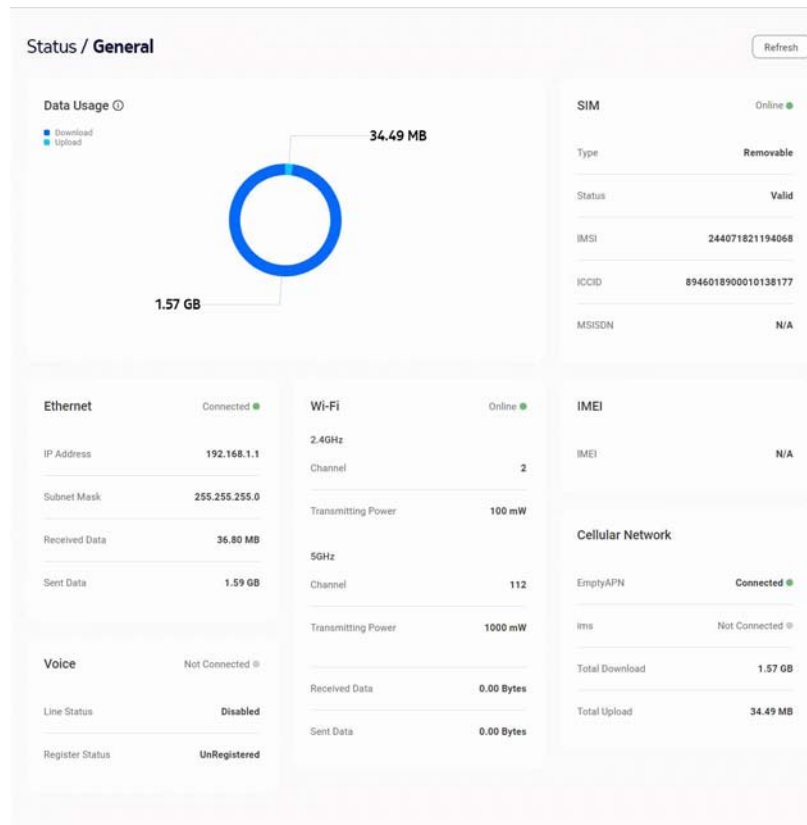 Status / General
Refresh
Data Usage
Download
Upload
34.49 MB
1.57 GB
SIM
Online
Type Removable
Status Valid
IMSI 244071821194068
ICCID 8946018900010138177
MSISDN N/A
Ethernet Connected
IP Address 192.168.1.1
Subnet Mask 255.255.255.0
Received Data 36.80 MB
Sent Data 1.59 GB
Wi-Fi Online
2.4GHz
Channel 2
Transmitting Power 100 mW
5GHz
Channel 112
Transmitting Power 1000 mW
Received Data 0.00 Bytes
Sent Data 0.00 Bytes
IMEI
IMEI N/A
Cellular Network
EmptyAPN Connected
ims Not Connected
Total Download 1.57 GB
Total Upload 34.49 MB
Voice Not Connected
Line Status Disabled
Register Status UnRegistered